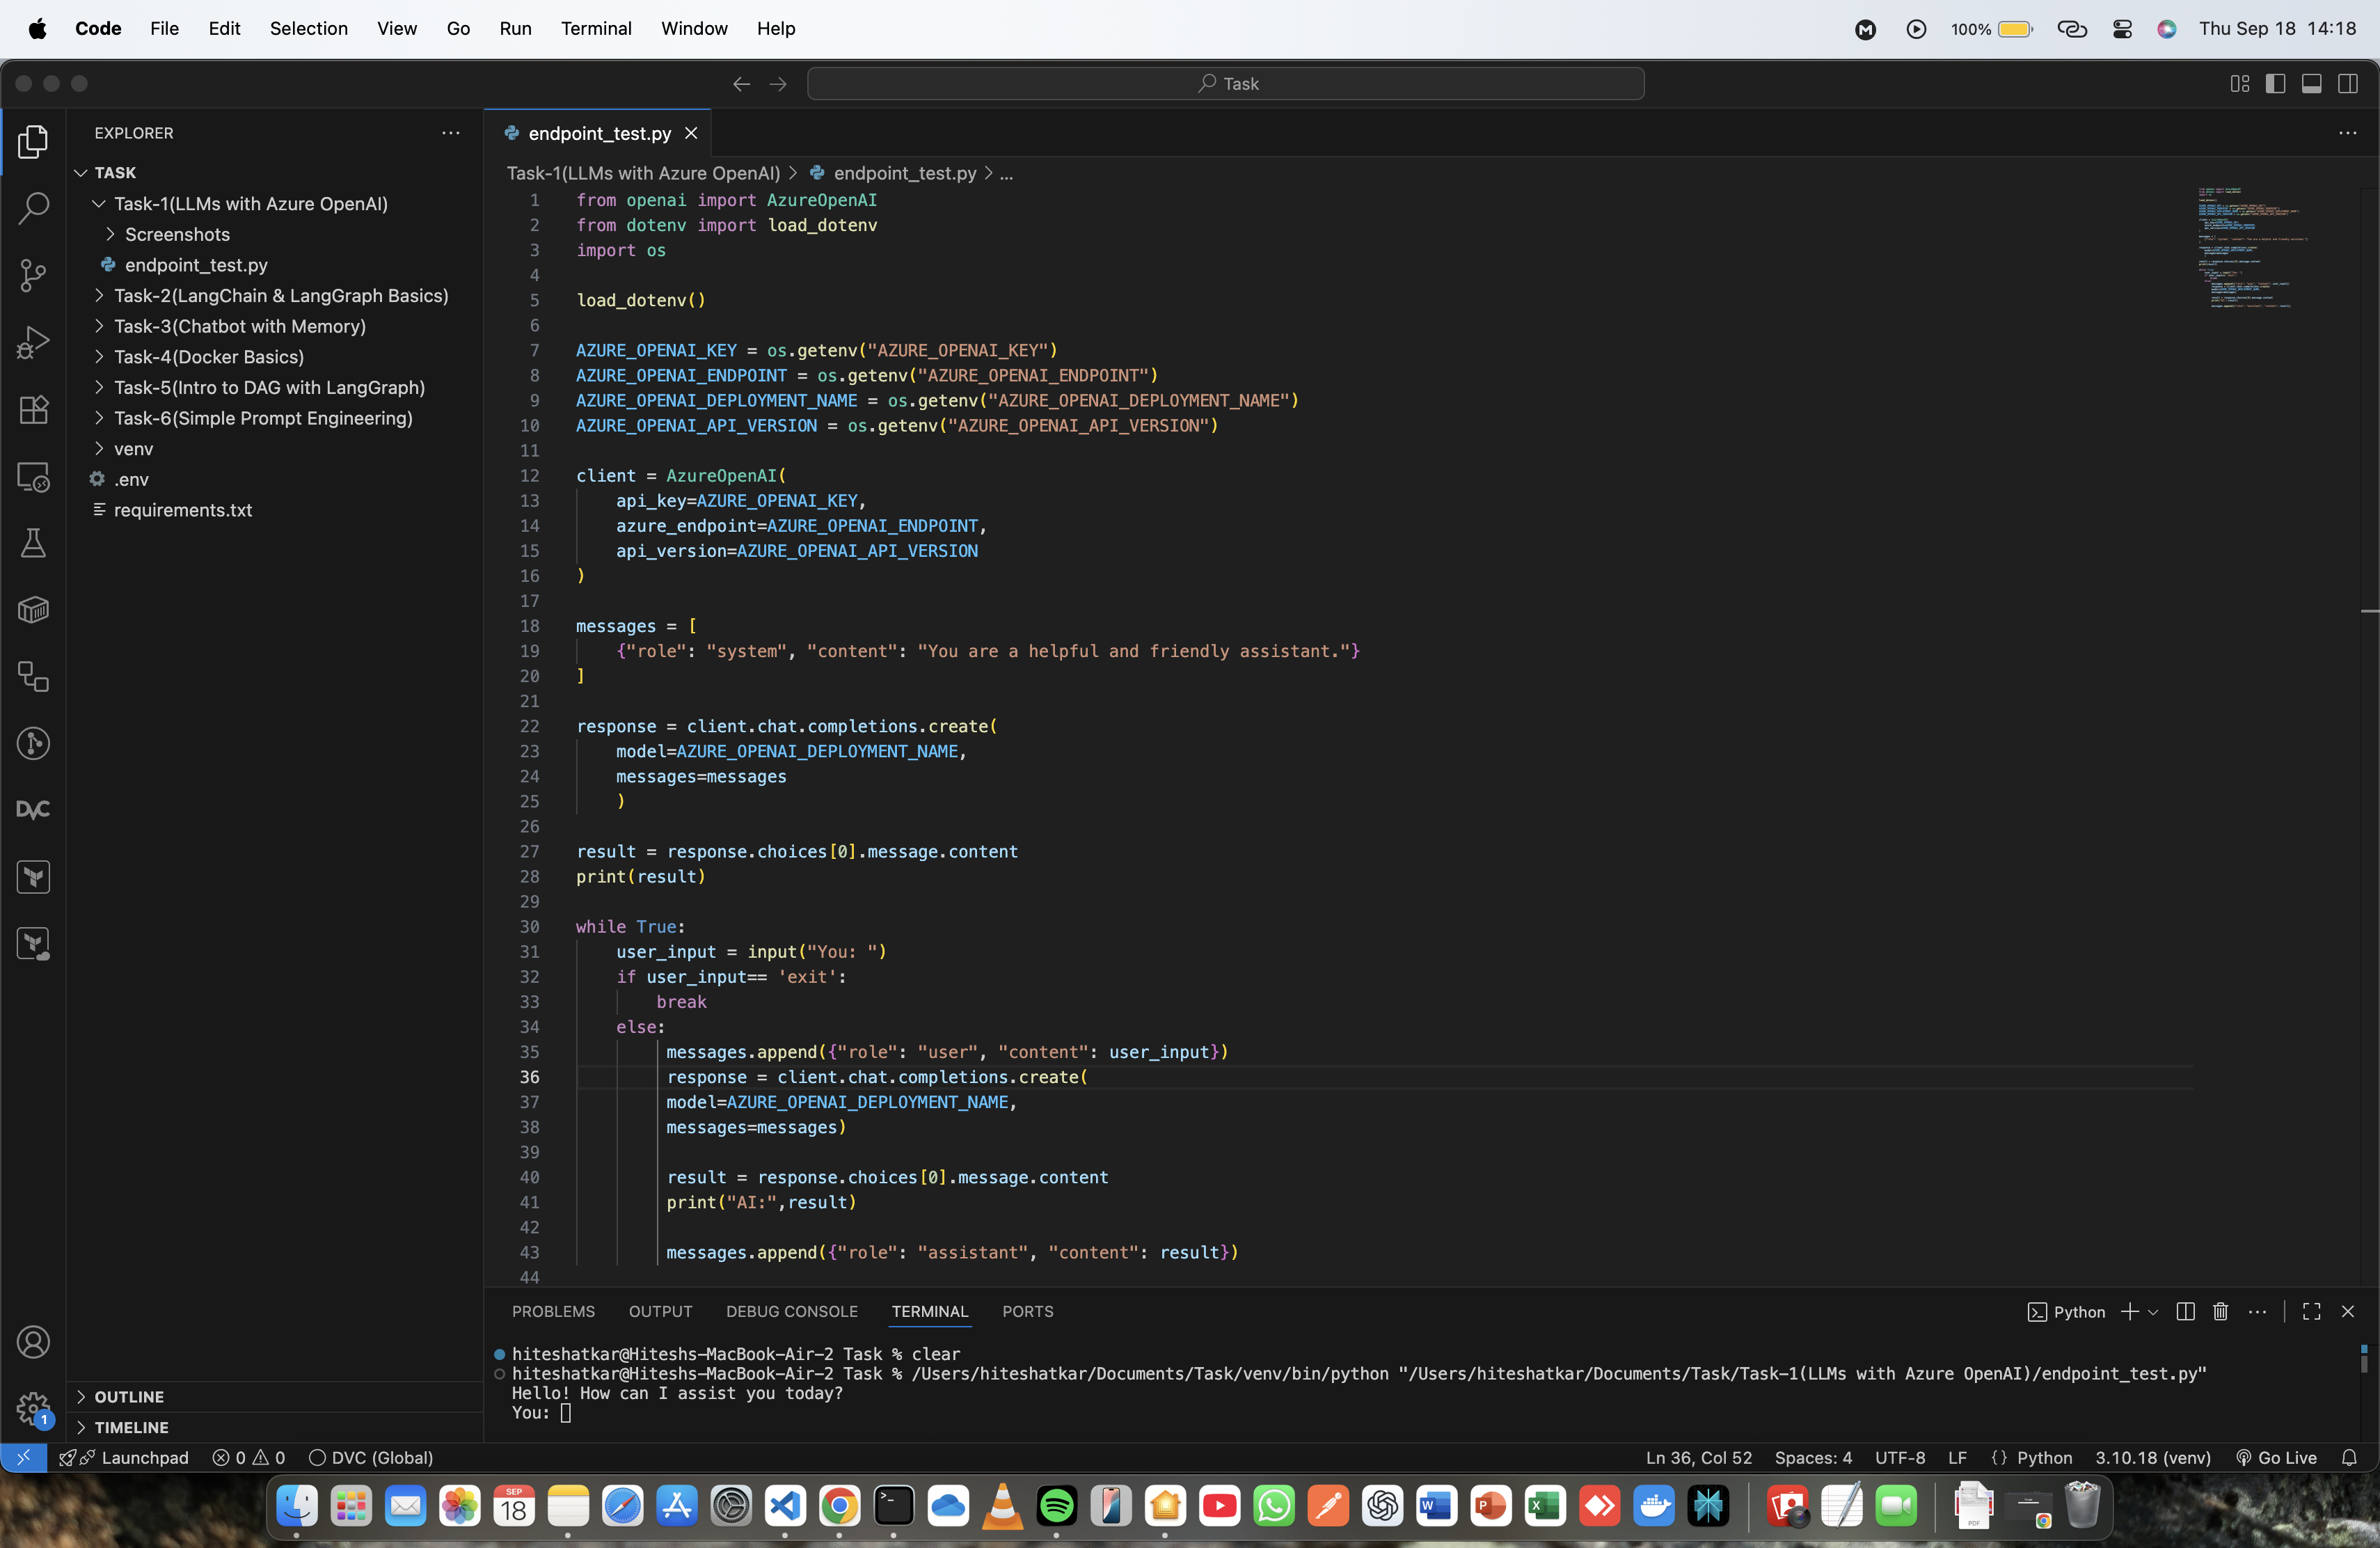 Code File Edit Selection View Go Run Terminal Window Help 100% Thu Sep 18 14:18
Task
EXPLORER
TASK
Task-1(LLMs with Azure OpenAI)
Screenshots
endpoint_test.py
Task-2(LangChain & LangGraph Basics)
Task-3(Chatbot with Memory)
Task-4(Docker Basics)
Task-5(Intro to DAG with LangGraph)
Task-6(Simple Prompt Engineering)
venv
.env
requirements.txt
OUTLINE
TIMELINE
DVC
1
endpoint_test.py
Task-1(LLMs with Azure OpenAI) > endpoint_test.py > ...
1 from openai import AzureOpenAI
2 from dotenv import load_dotenv
3 import os
4
5 load_dotenv()
6
7 AZURE_OPENAI_KEY = os.getenv("AZURE_OPENAI_KEY")
8 AZURE_OPENAI_ENDPOINT = os.getenv("AZURE_OPENAI_ENDPOINT")
9 AZURE_OPENAI_DEPLOYMENT_NAME = os.getenv("AZURE_OPENAI_DEPLOYMENT_NAME")
10 AZURE_OPENAI_API_VERSION = os.getenv("AZURE_OPENAI_API_VERSION")
11
12 client = AzureOpenAI(
13 api_key=AZURE_OPENAI_KEY,
14 azure_endpoint=AZURE_OPENAI_ENDPOINT,
15 api_version=AZURE_OPENAI_API_VERSION
16 )
17
18 messages = [
19 {"role": "system", "content": "You are a helpful and friendly assistant."}
20 ]
21
22 response = client.chat.completions.create(
23 model=AZURE_OPENAI_DEPLOYMENT_NAME,
24 messages=messages
25 )
26
27 result = response.choices[0].message.content
28 print(result)
29
30 while True:
31 user_input = input("You: ")
32 if user_input== 'exit':
33 break
34 else:
35 messages.append({"role": "user", "content": user_input})
36 response = client.chat.completions.create(
37 model=AZURE_OPENAI_DEPLOYMENT_NAME,
38 messages=messages)
39
40 result = response.choices[0].message.content
41 print("AI:",result)
42
43 messages.append({"role": "assistant", "content": result})
44
PROBLEMS OUTPUT DEBUG CONSOLE TERMINAL PORTS Python
hiteshatkar@Hiteshs-MacBook-Air-2 Task % clear
hiteshatkar@Hiteshs-MacBook-Air-2 Task % /Users/hiteshatkar/Documents/Task/venv/bin/python "/Users/hiteshatkar/Documents/Task/Task-1(LLMs with Azure OpenAI)/endpoint_test.py"
Hello! How can I assist you today?
You:
Launchpad 0 0 DVC (Global) Ln 36, Col 52 Spaces: 4 UTF-8 LF {} Python 3.10.18 (venv) Go Live
SEP
18
W P X
PDF